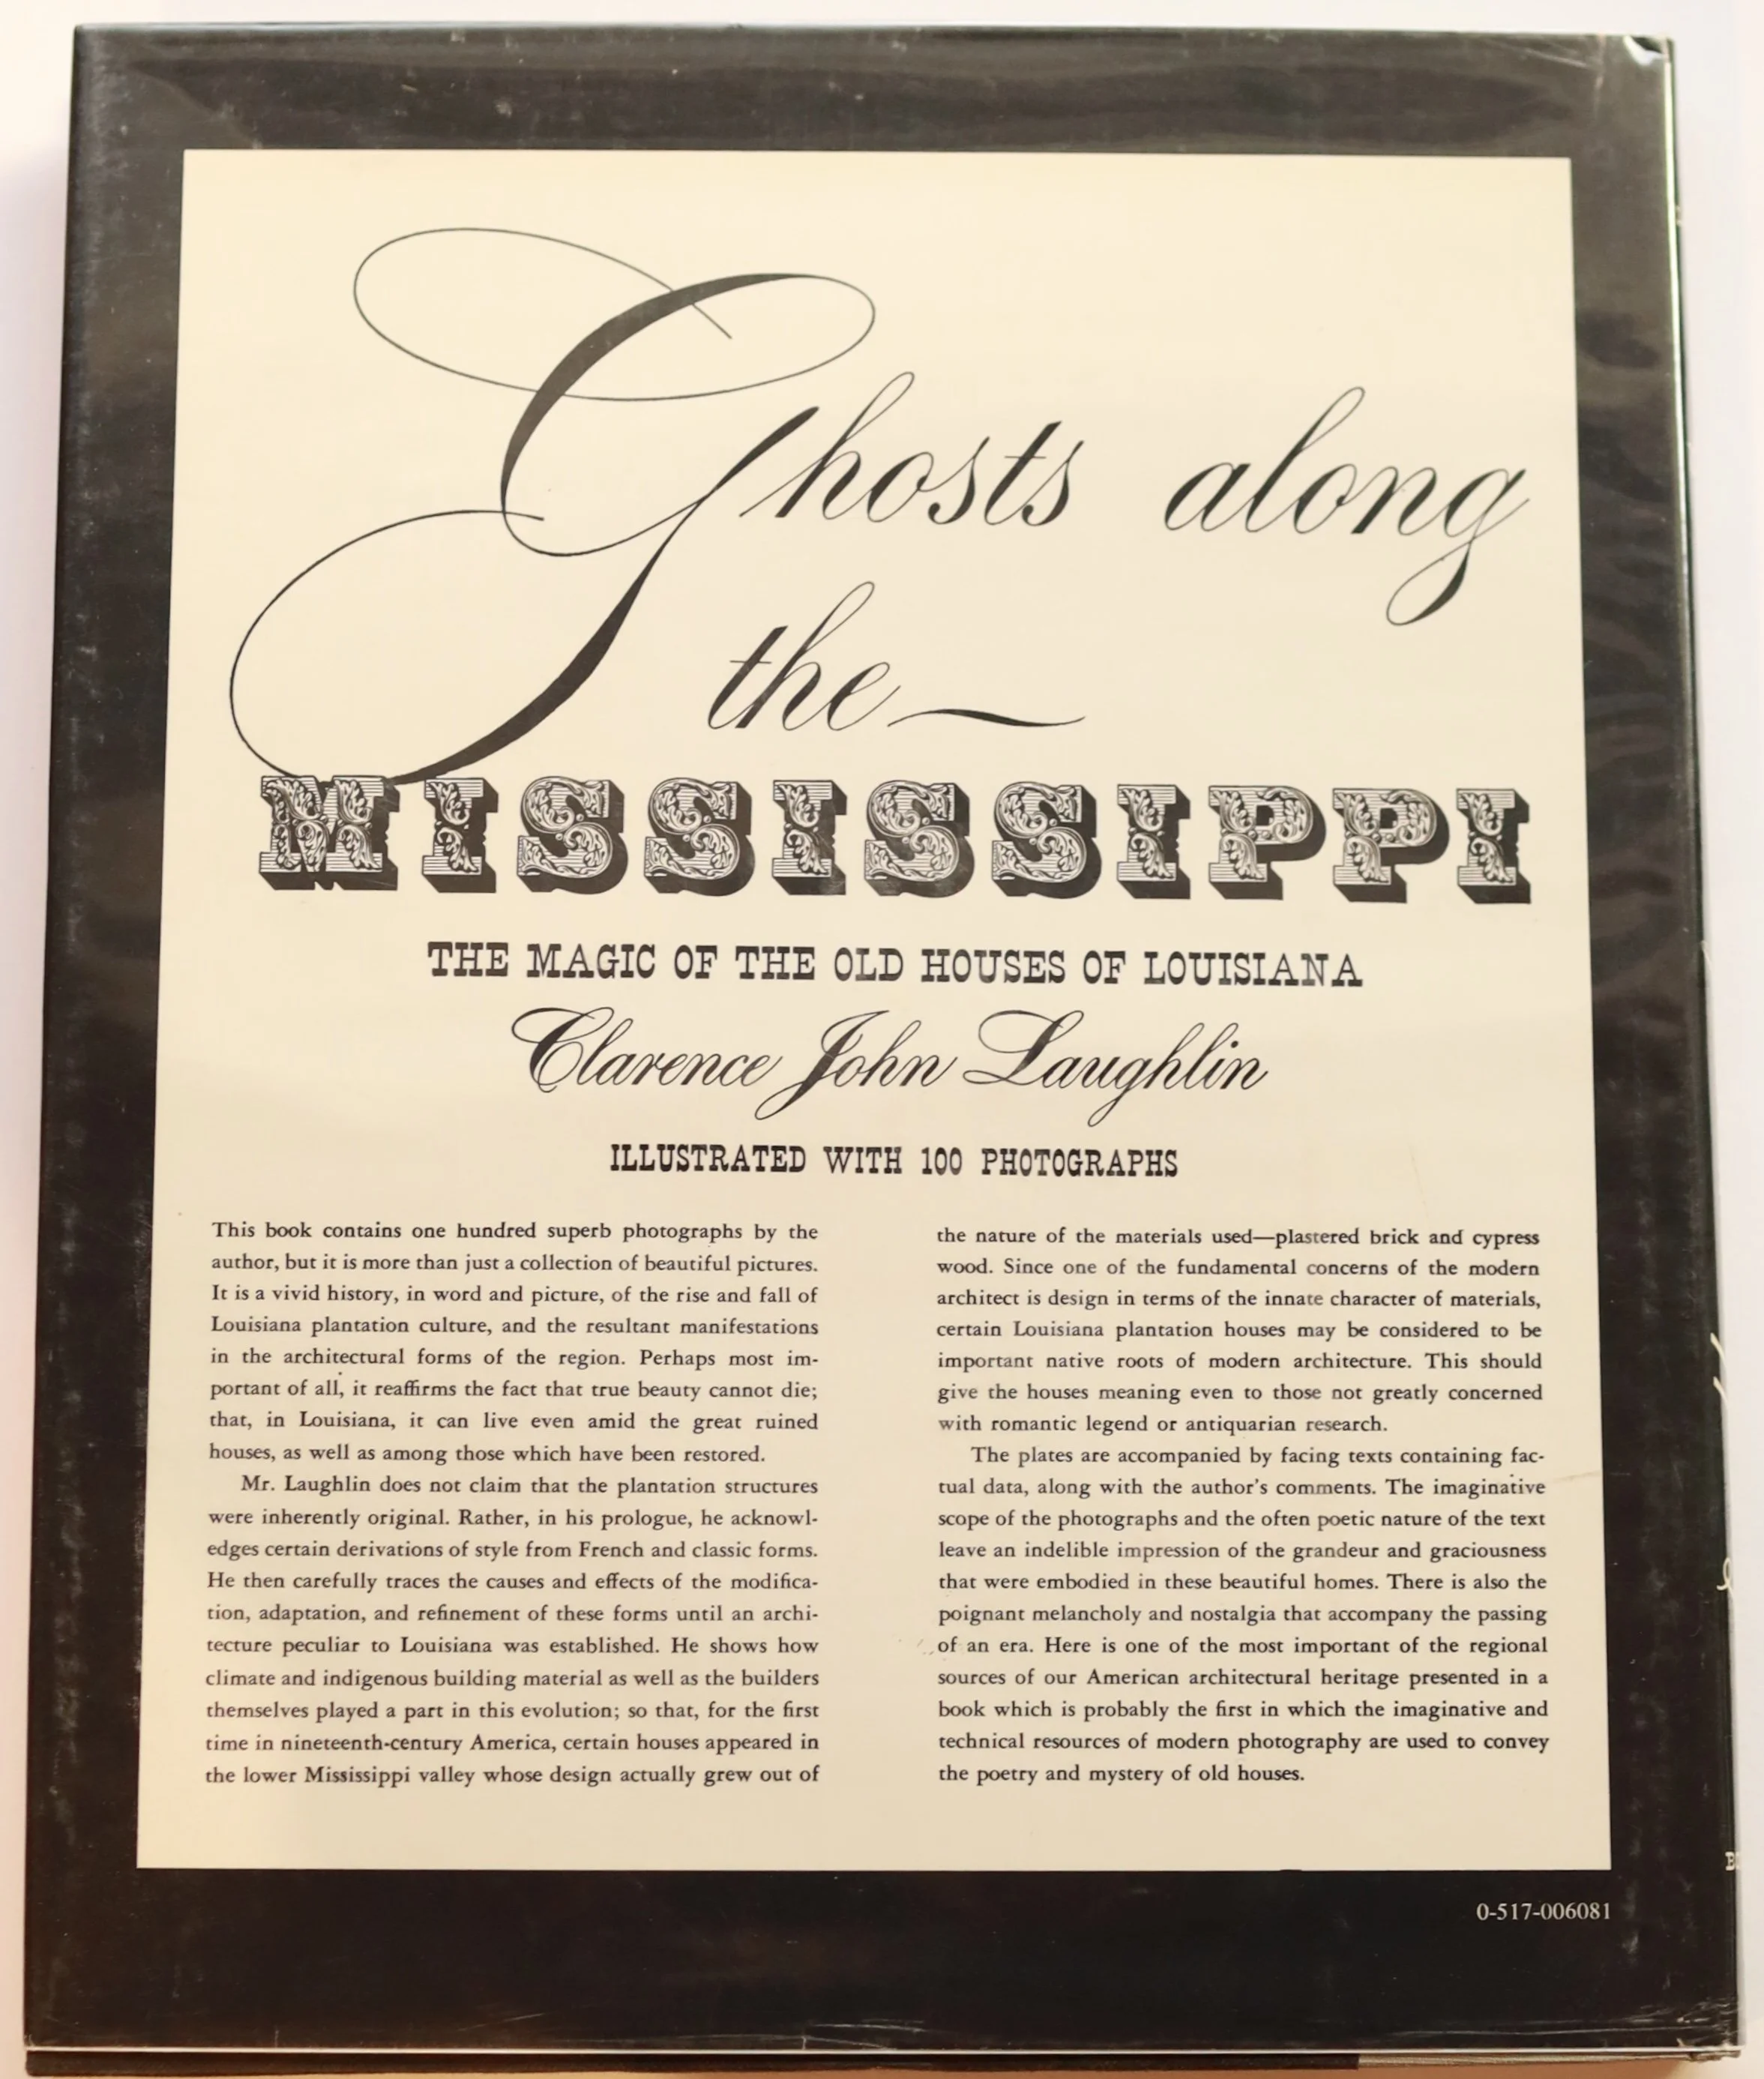 Ghosts along
the
MISSISSIPPI
THE MAGIC OF THE OLD HOUSES OF LOUISIANA
Clarence John Laughlin
ILLUSTRATED WITH 100 PHOTOGRAPHS
This book contains one hundred superb photographs by the
author, but it is more than just a collection of beautiful pictures.
It is a vivid history, in word and picture, of the rise and fall of
Louisiana plantation culture, and the resultant manifestations
in the architectural forms of the region. Perhaps most im-
portant of all, it reaffirms the fact that true beauty cannot die;
that, in Louisiana, it can live even amid the great ruined
houses, as well as among those which have been restored.
Mr. Laughlin does not claim that the plantation structures
were inherently original. Rather, in his prologue, he acknowl-
edges certain derivations of style from French and classic forms.
He then carefully traces the causes and effects of the modifica-
tion, adaptation, and refinement of these forms until an archi-
tecture peculiar to Louisiana was established. He shows how
climate and indigenous building material as well as the builders
themselves played a part in this evolution; so that, for the first
time in nineteenth-century America, certain houses appeared in
the lower Mississippi valley whose design actually grew out of
the nature of the materials used—plastered brick and cypress
wood. Since one of the fundamental concerns of the modern
architect is design in terms of the innate character of materials,
certain Louisiana plantation houses may be considered to be
important native roots of modern architecture. This should
give the houses meaning even to those not greatly concerned
with romantic legend or antiquarian research.
The plates are accompanied by facing texts containing fac-
tual data, along with the author's comments. The imaginative
scope of the photographs and the often poetic nature of the text
leave an indelible impression of the grandeur and graciousness
that were embodied in these beautiful homes. There is also the
poignant melancholy and nostalgia that accompany the passing
of an era. Here is one of the most important of the regional
sources of our American architectural heritage presented in a
book which is probably the first in which the imaginative and
technical resources of modern photography are used to convey
the poetry and mystery of old houses.
0-517-006081